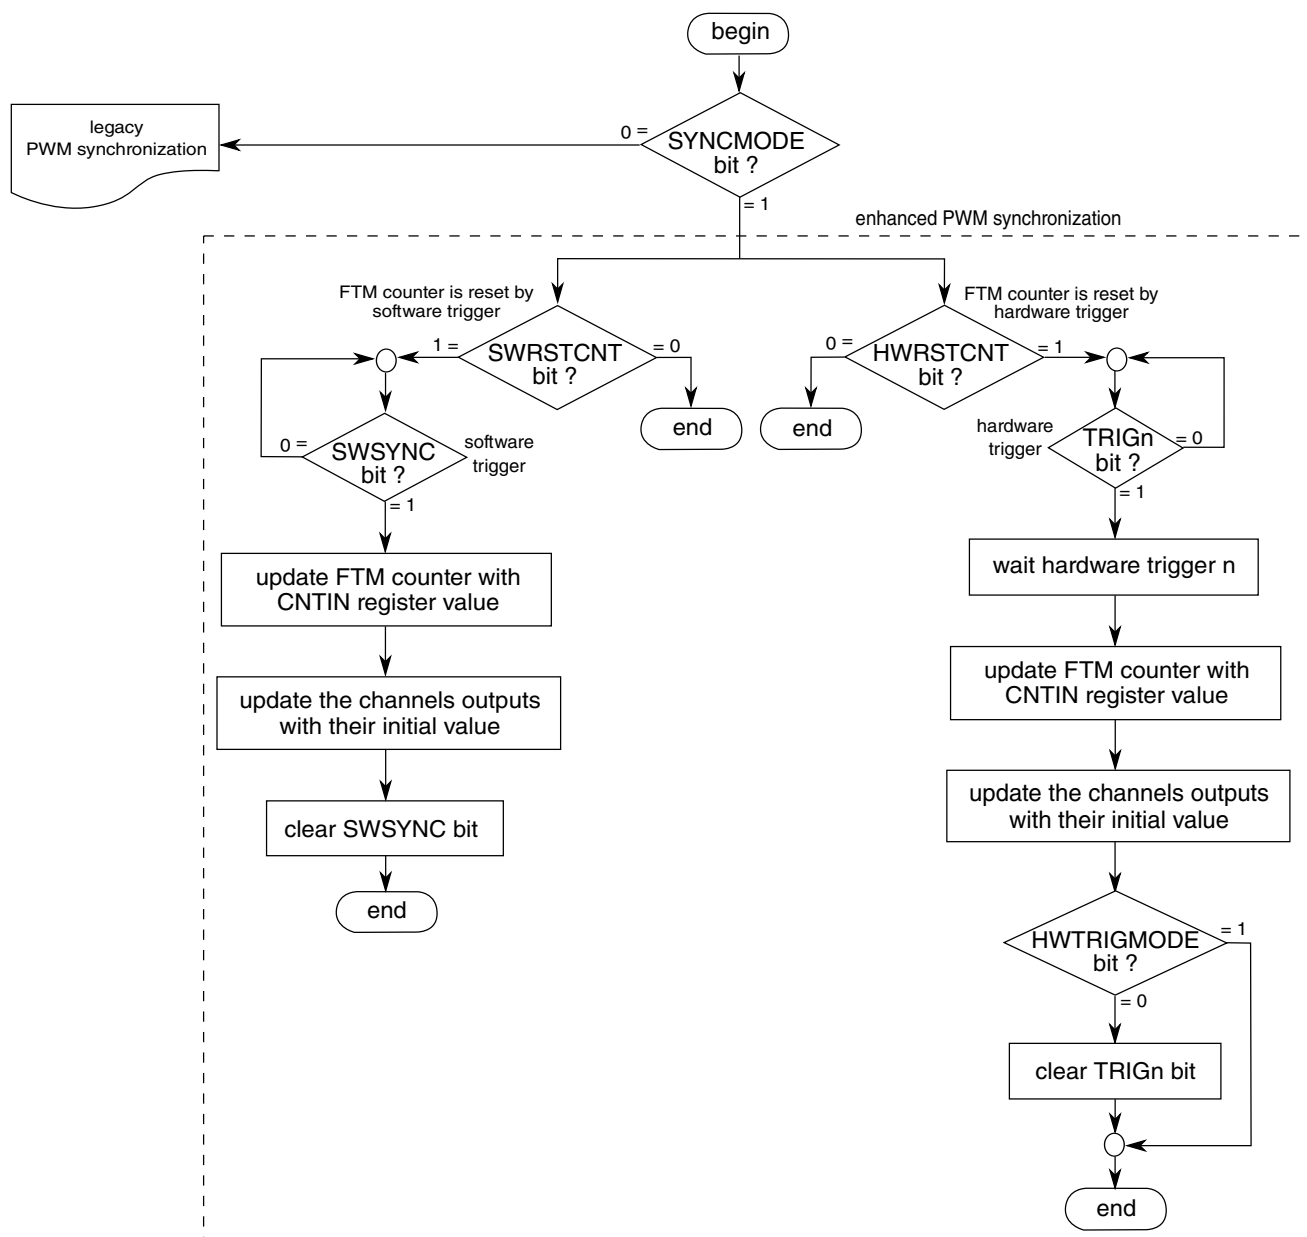 begin
legacy
PWM synchronization
0 =
SYNCMODE
bit ?
= 1
enhanced PWM synchronization
FTM counter is reset by
software trigger
FTM counter is reset by
hardware trigger
1 =
SWRSTCNT
bit ?
= 0
0 =
HWRSTCNT
bit ?
= 1
end
end
0 =
SWSYNC
bit ?
software
trigger
= 1
hardware
trigger
TRIGn
bit ?
= 0
= 1
update FTM counter with
CNTIN register value
wait hardware trigger n
update the channels outputs
with their initial value
update FTM counter with
CNTIN register value
clear SWSYNC bit
update the channels outputs
with their initial value
end
HWTRIGMODE
bit ?
= 1
= 0
clear TRIGn bit
end